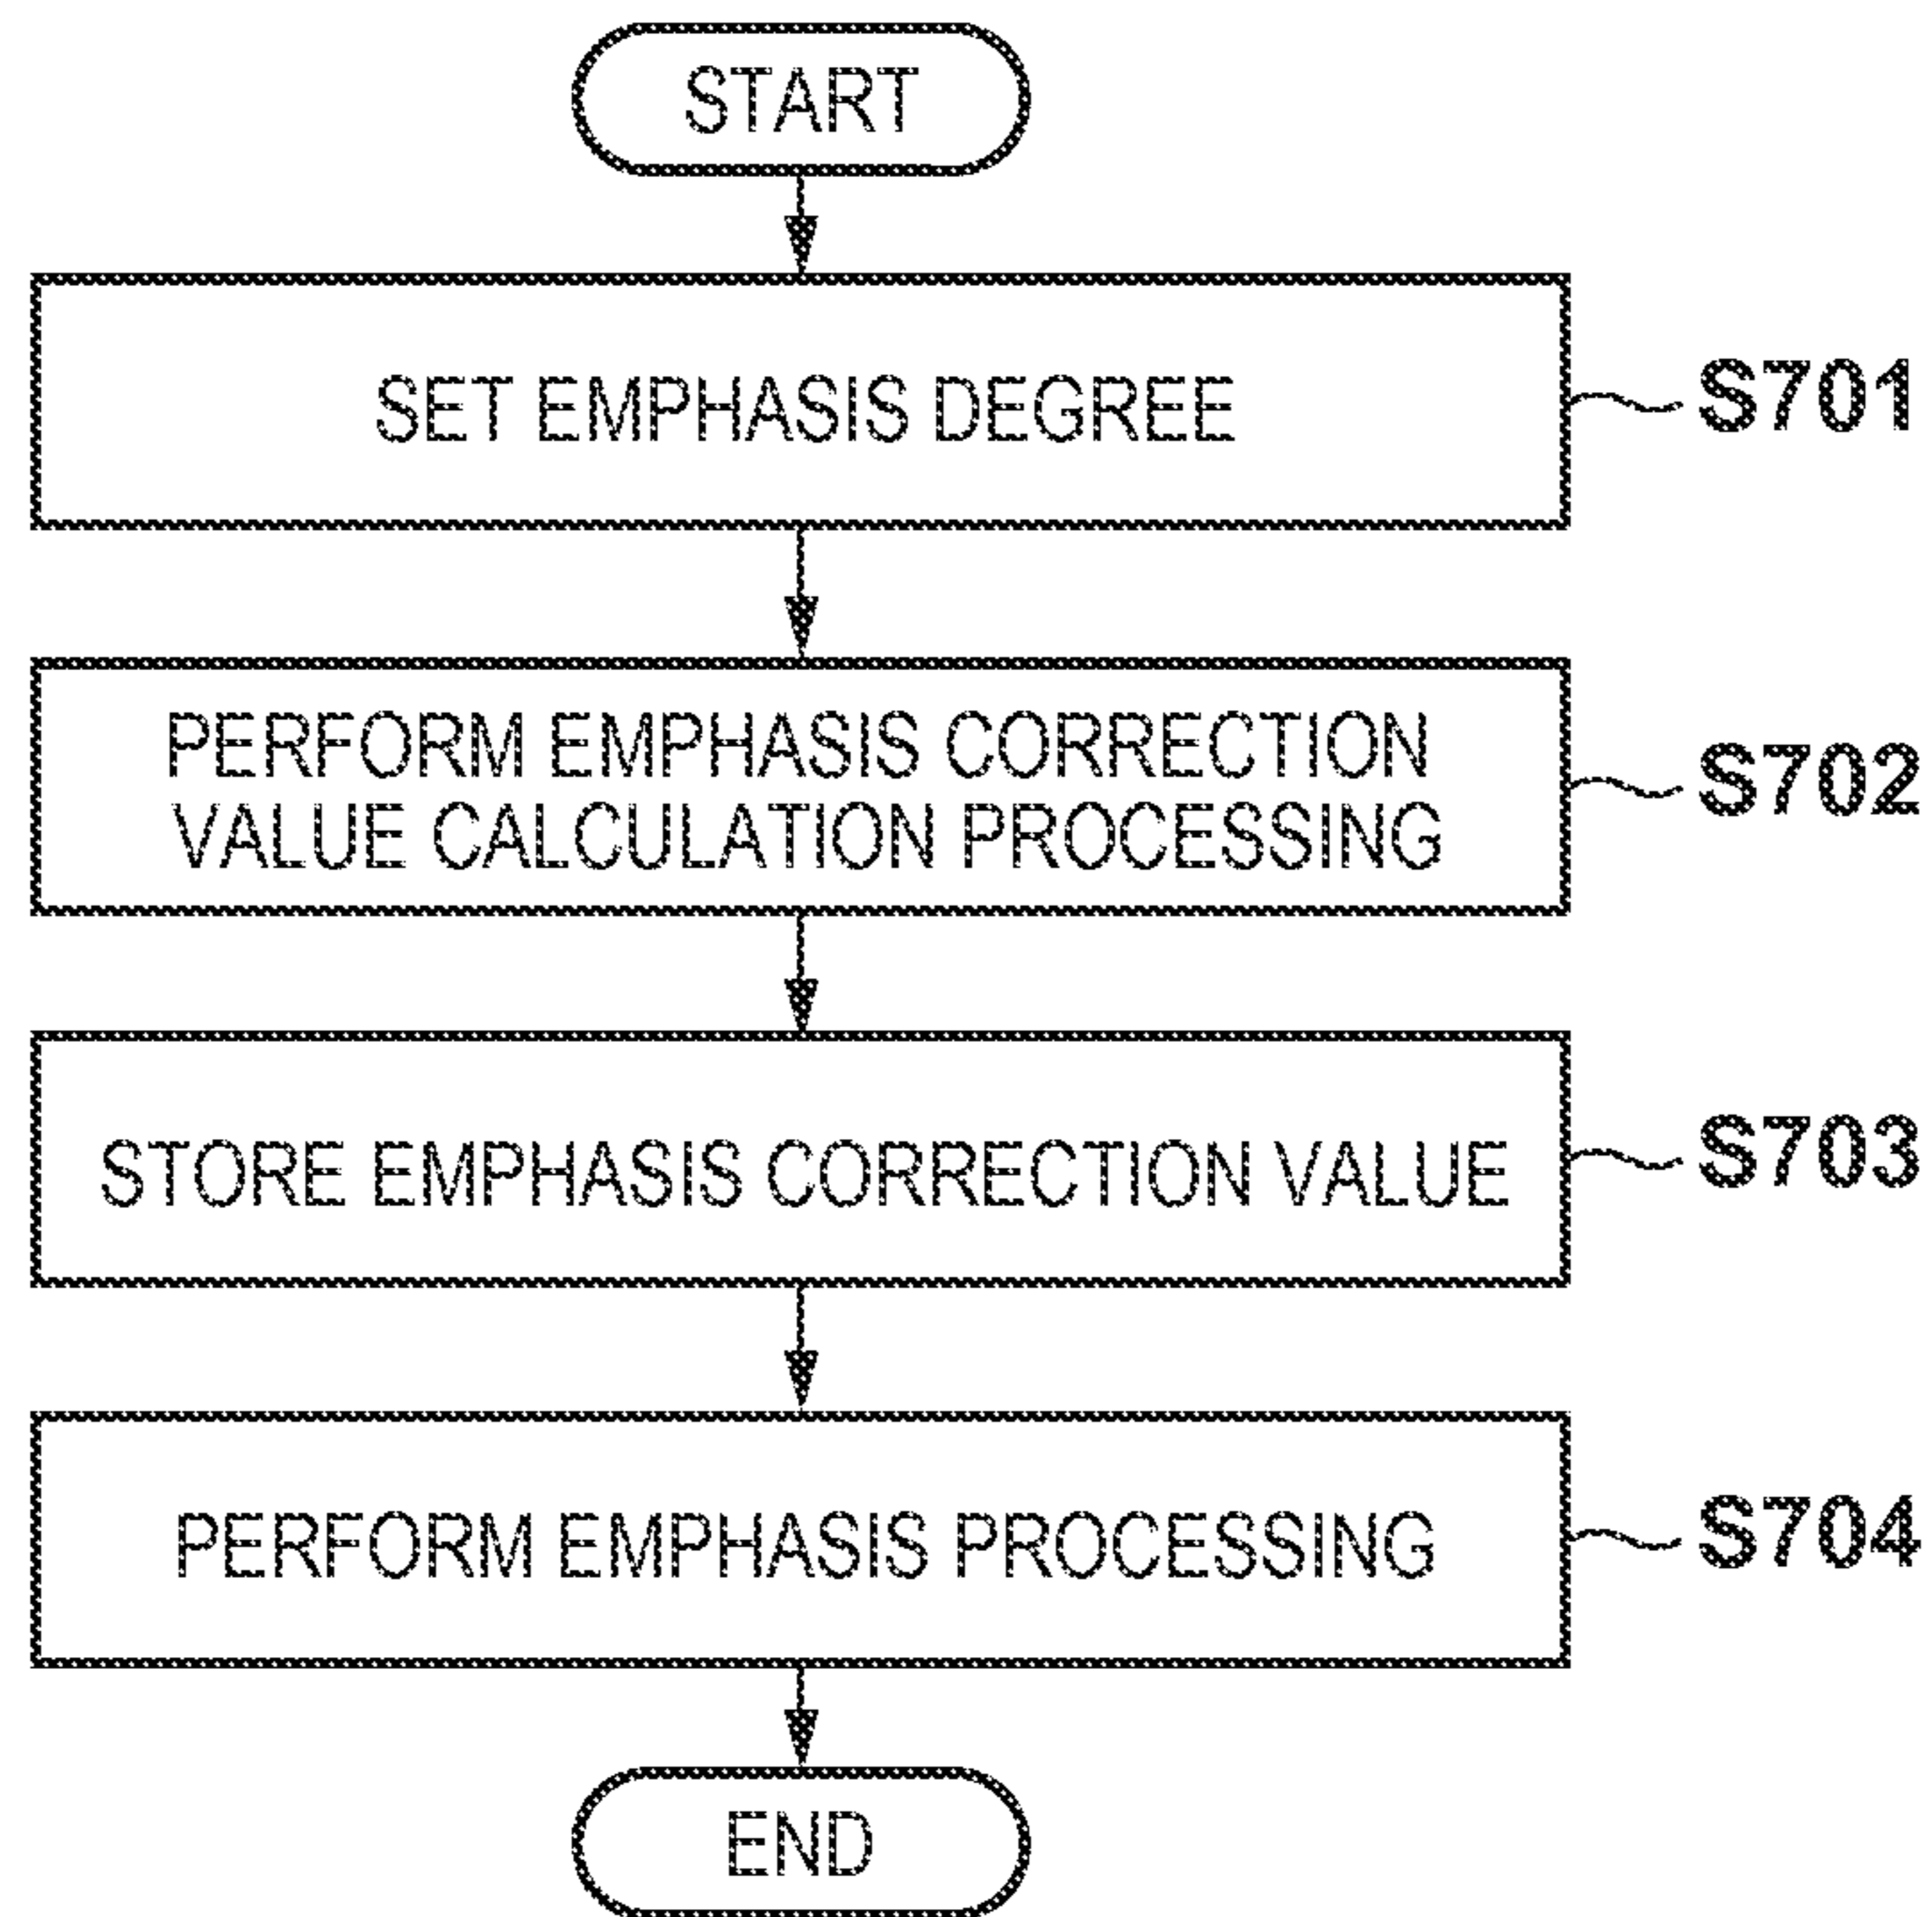 START
SET EMPHASIS DEGREE
S701
PERFORM EMPHASIS CORRECTION
VALUE CALCULATION PROCESSING
S702
STORE EMPHASIS CORRECTION VALUE
S703
PERFORM EMPHASIS PROCESSING
S704
END